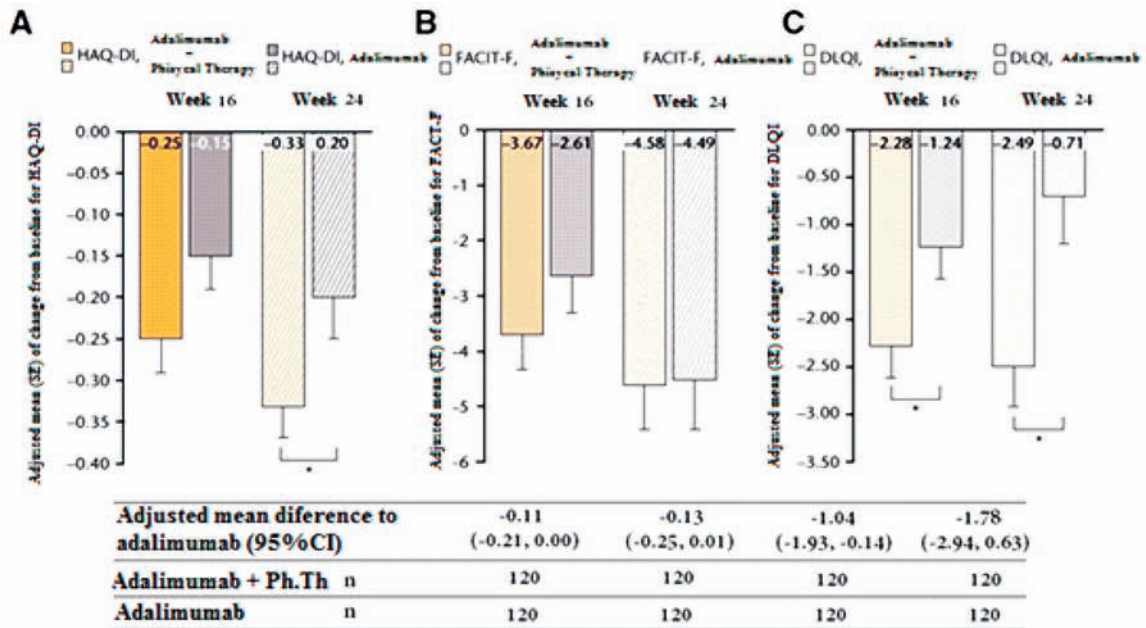 A
HAQ-DI, Adalimumab - Phisycal Therapy
HAQ-DI, Adalimumab
Week 16 Week 24
Adjusted mean (SE) of change from baseline for HAQ-DI
0.00
-0.05
-0.10
-0.15
-0.20
-0.25
-0.30
-0.35
-0.40
-0.25 -0.15 -0.33 0.20
*
B
FACIT-F, Adalimumab - Phisycal Therapy
FACIT-F, Adalimumab
Week 16 Week 24
Adjusted mean (SE) of change from baseline for FACT-F
0
-1
-2
-3
-4
-5
-6
-3.67 -2.61 -4.58 -4.49
C
DLQI, Adalimumab - Phisycal Therapy
DLQI, Adalimumab
Week 16 Week 24
Adjusted mean (SE) of change from baseline for DLQI
0.00
-0.50
-1.00
-1.50
-2.00
-2.50
-3.00
-3.50
-2.28 -1.24 -2.49 -0.71
*
*
Adjusted mean diference to -0.11 -0.13 -1.04 -1.78
adalimumab (95%CI) (-0.21, 0.00) (-0.25, 0.01) (-1.93, -0.14) (-2.94, 0.63)
Adalimumab + Ph.Th n 120 120 120 120
Adalimumab n 120 120 120 120